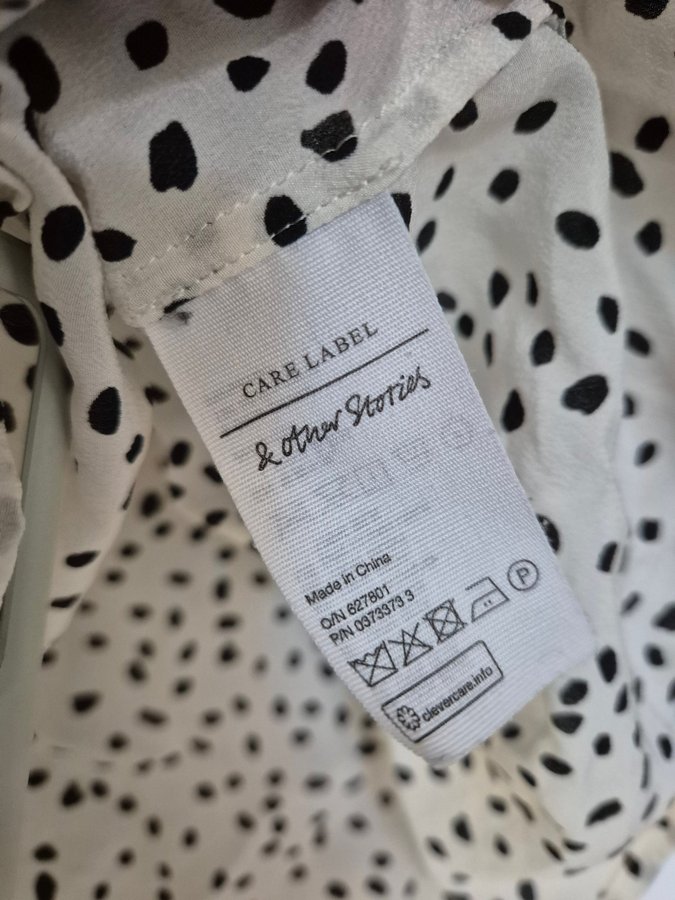 CARE LABEL
& other Stories
Made in China
O/N 627801
P/N 0373373 3
P
clevercare.info